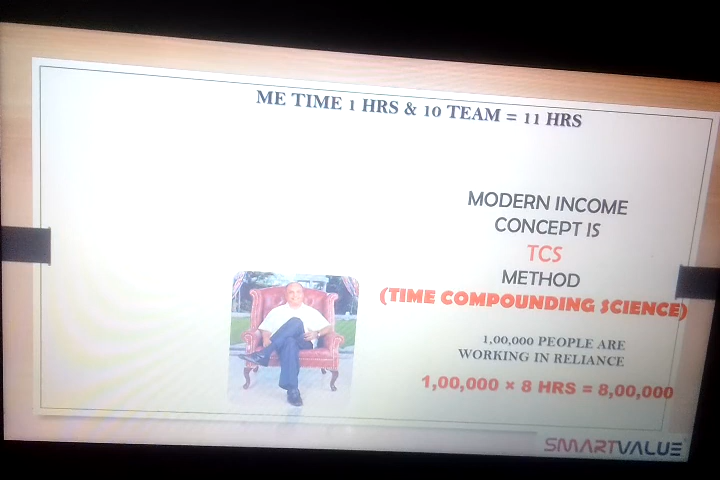 ME TIME 1 HRS & 10 TEAM = 11 HRS
MODERN INCOME
CONCEPT IS
TCS
METHOD
(TIME COMPOUNDING SCIENCE)
1,00,000 PEOPLE ARE
WORKING IN RELIANCE
1,00,000 × 8 HRS = 8,00,000
SMARTVALUE